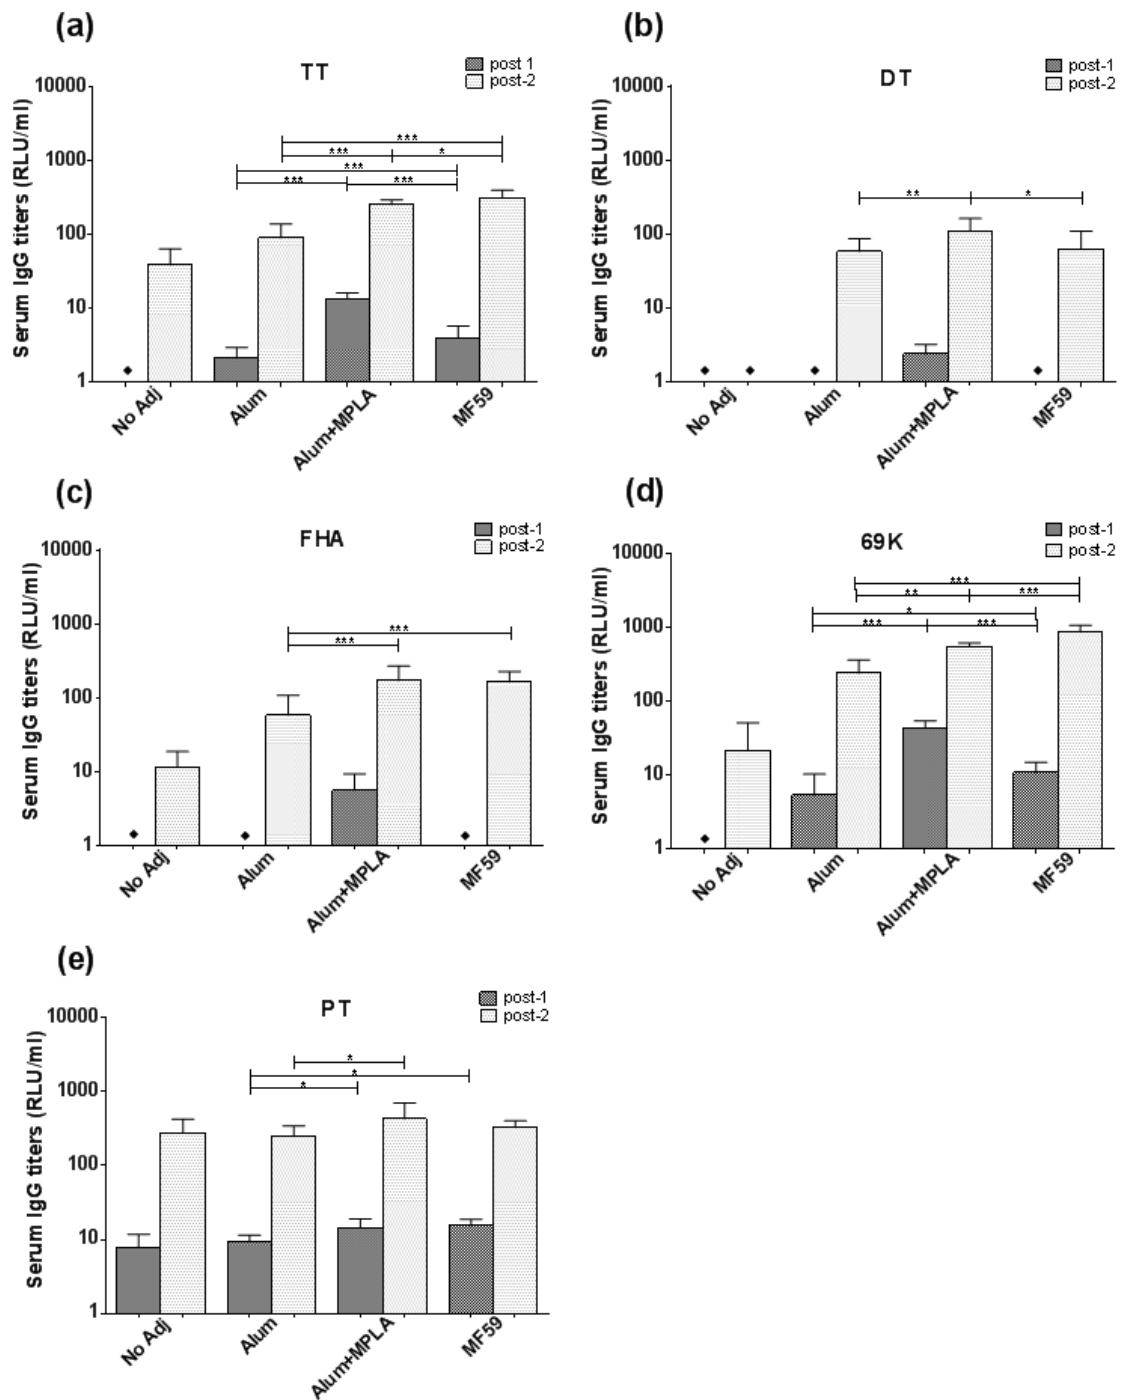 (a)
TT
post 1
post-2
Serum IgG titers (RLU/ml)
10000
1000
100
10
1
***
*** *
***
*** ***
No Adj Alum Alum+MPLA MF59
(b)
DT
post-1
post-2
Serum IgG titers (RLU/ml)
10000
1000
100
10
1
** *
No Adj Alum Alum+MPLA MF59
(c)
FHA
post-1
post-2
Serum IgG titers (RLU/ml)
10000
1000
100
10
1
***
***
No Adj Alum Alum+MPLA MF59
(d)
69K
post-1
post-2
Serum IgG titers (RLU/ml)
10000
1000
100
10
1
***
** ***
*
*** ***
No Adj Alum Alum+MPLA MF59
(e)
PT
post-1
post-2
Serum IgG titers (RLU/ml)
10000
1000
100
10
1
*
*
*
No Adj Alum Alum+MPLA MF59